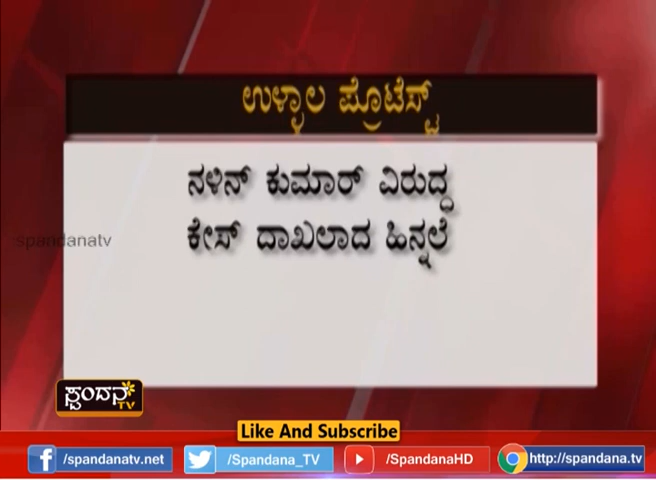 ಉಳ್ಳಾಲ ಪ್ರೊಟೆಸ್ಟ್
ನಳಿನ್ ಕುಮಾರ್ ವಿರುದ್ಧ
ಕೇಸ್ ದಾಖಲಾದ ಹಿನ್ನಲೆ
spandanatv
ಸ್ಪಂದನ
TV
Like And Subscribe
/spandanatv.net
/Spandana_TV
/SpandanaHD
http://spandana.tv